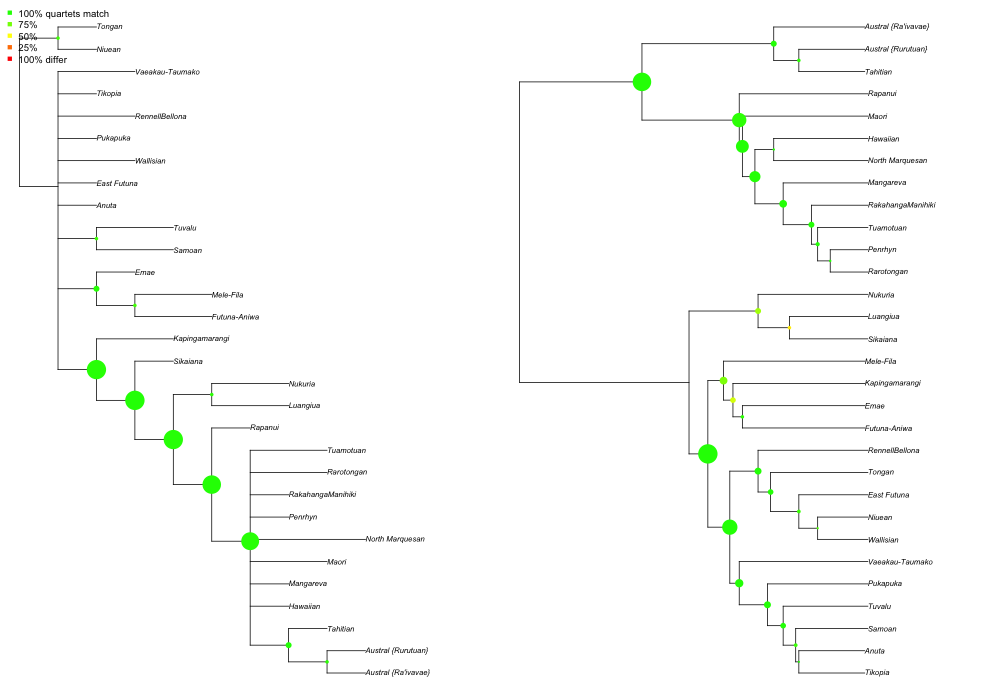 100% quartets match
75%
50%
25%
100% differ
Tongan
Niuean
Vaeakau-Taumako
Tikopia
RennellBellona
Pukapuka
Wallisian
East Futuna
Anuta
Tuvalu
Samoan
Emae
Mele-Fila
Futuna-Aniwa
Kapingamarangi
Sikaiana
Nukuria
Luangiua
Rapanui
Tuamotuan
Rarotongan
RakahangaManihiki
Penrhyn
North Marquesan
Maori
Mangareva
Hawaiian
Tahitian
Austral {Rurutuan}
Austral {Ra'ivavae}
Austral {Ra'ivavae}
Austral {Rurutuan}
Tahitian
Rapanui
Maori
Hawaiian
North Marquesan
Mangareva
RakahangaManihiki
Tuamotuan
Penrhyn
Rarotongan
Nukuria
Luangiua
Sikaiana
Mele-Fila
Kapingamarangi
Emae
Futuna-Aniwa
RennellBellona
Tongan
East Futuna
Niuean
Wallisian
Vaeakau-Taumako
Pukapuka
Tuvalu
Samoan
Anuta
Tikopia